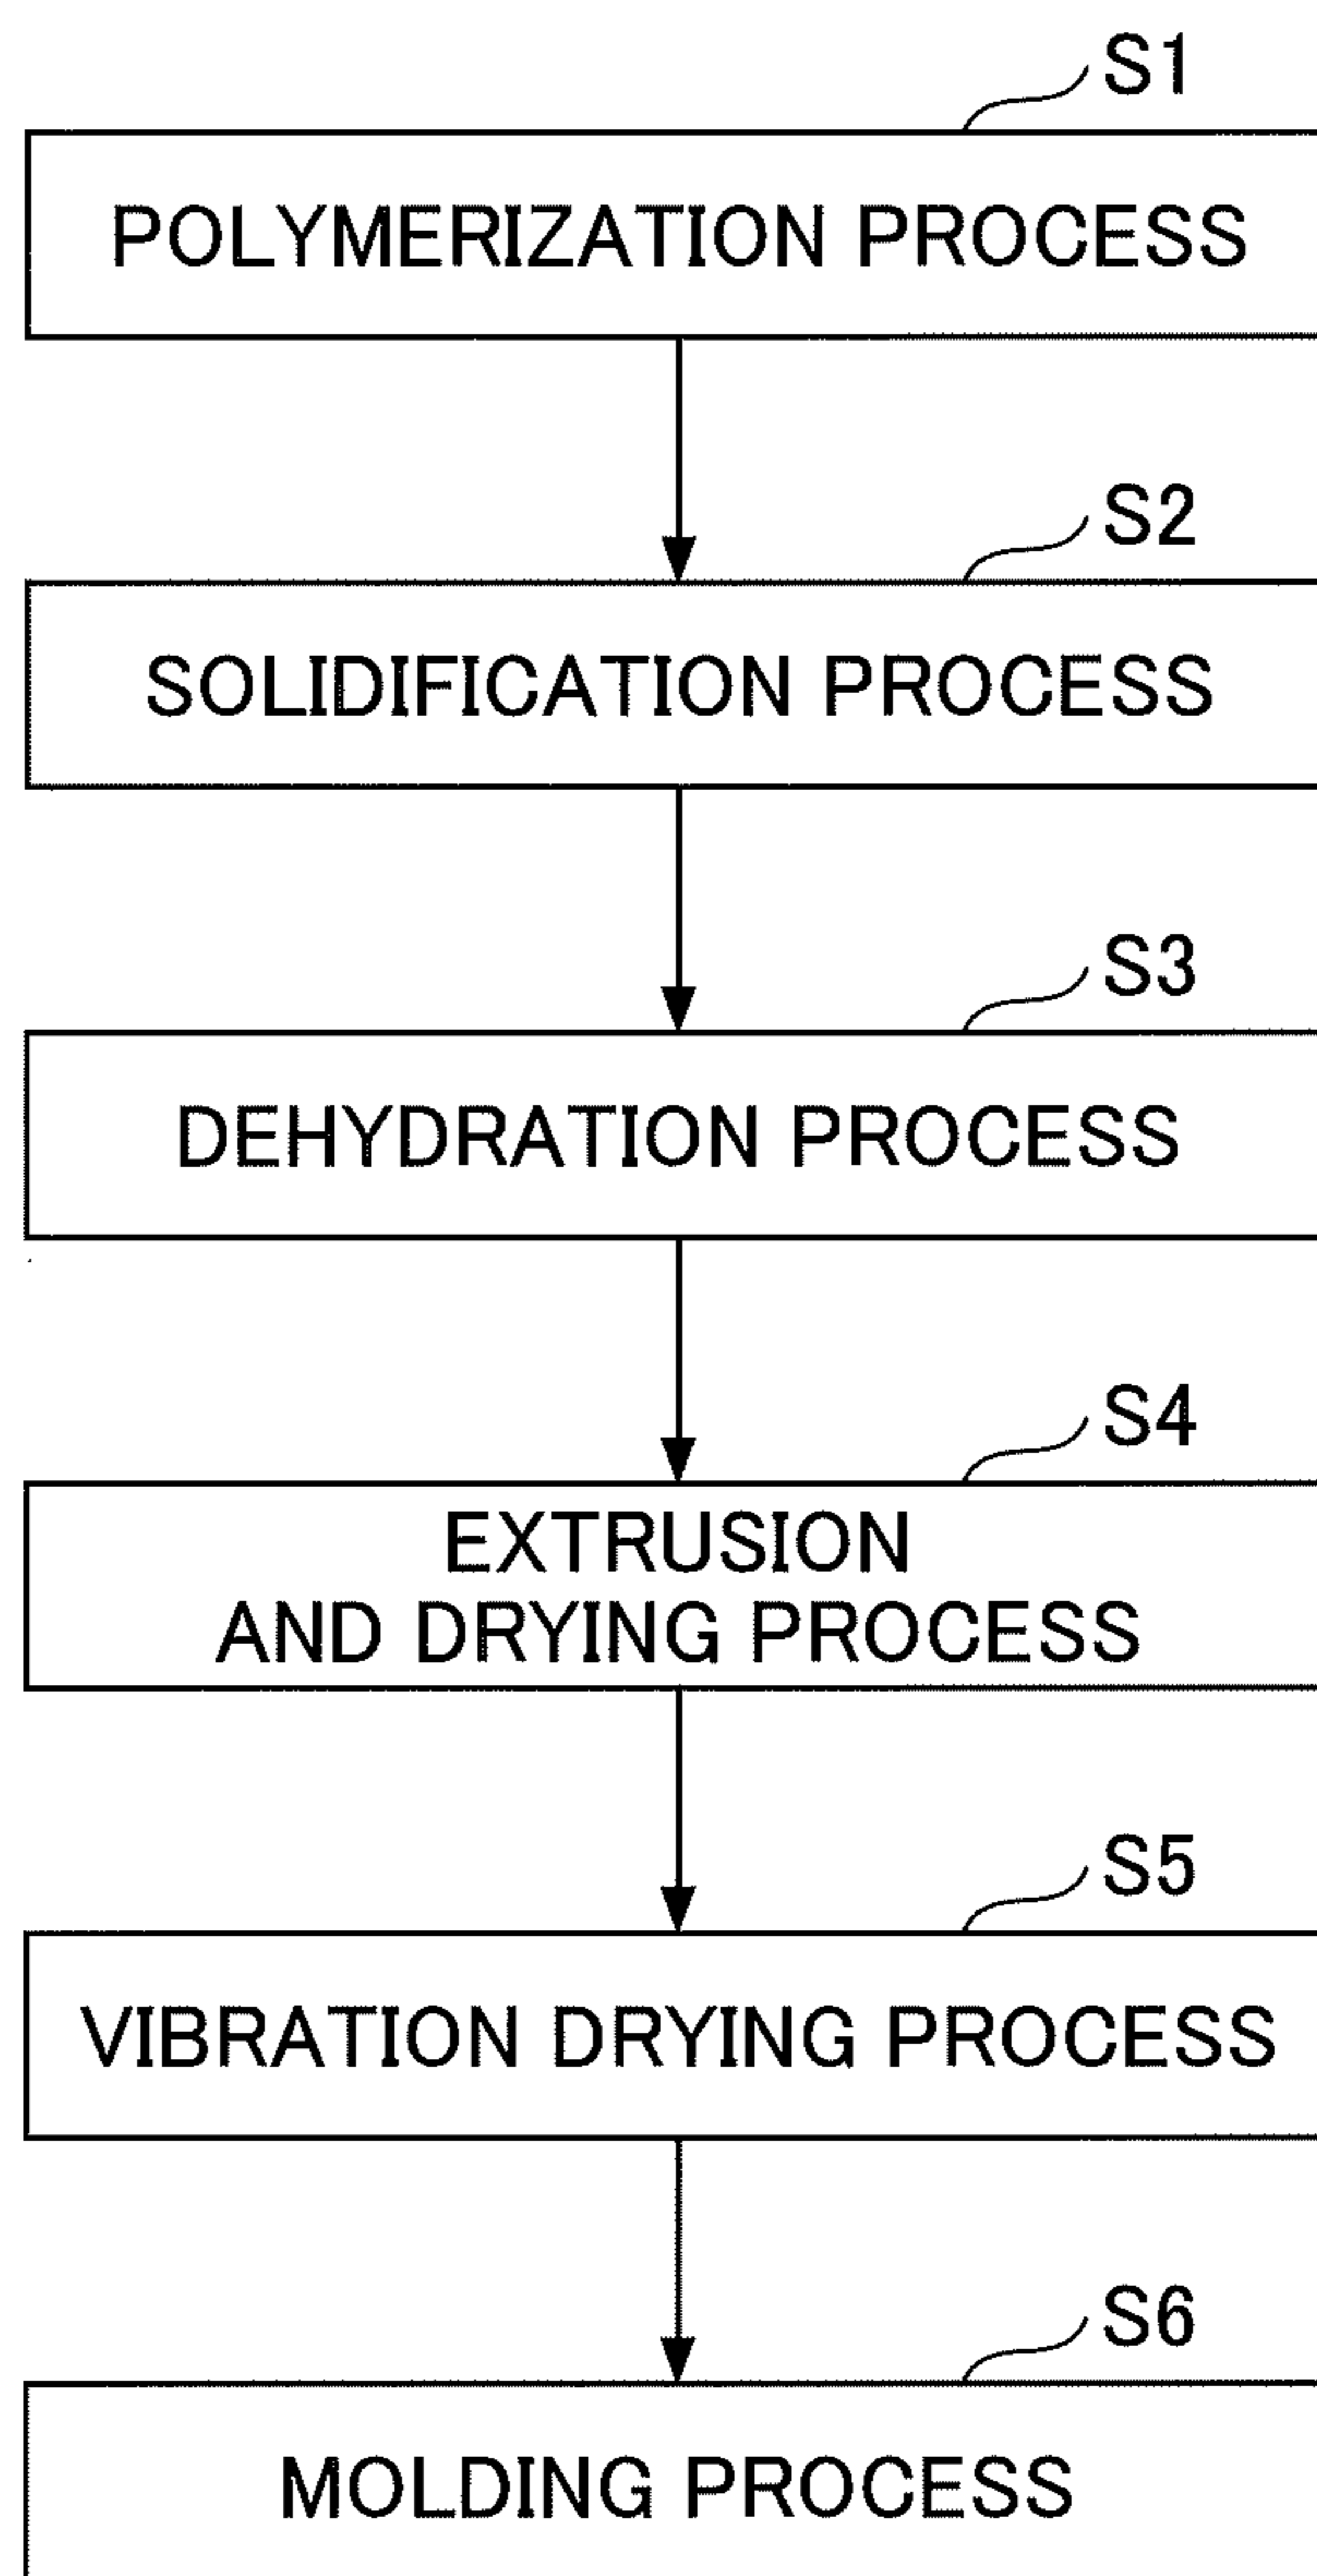 S1
POLYMERIZATION PROCESS
S2
SOLIDIFICATION PROCESS
S3
DEHYDRATION PROCESS
S4
EXTRUSION
AND DRYING PROCESS
S5
VIBRATION DRYING PROCESS
S6
MOLDING PROCESS